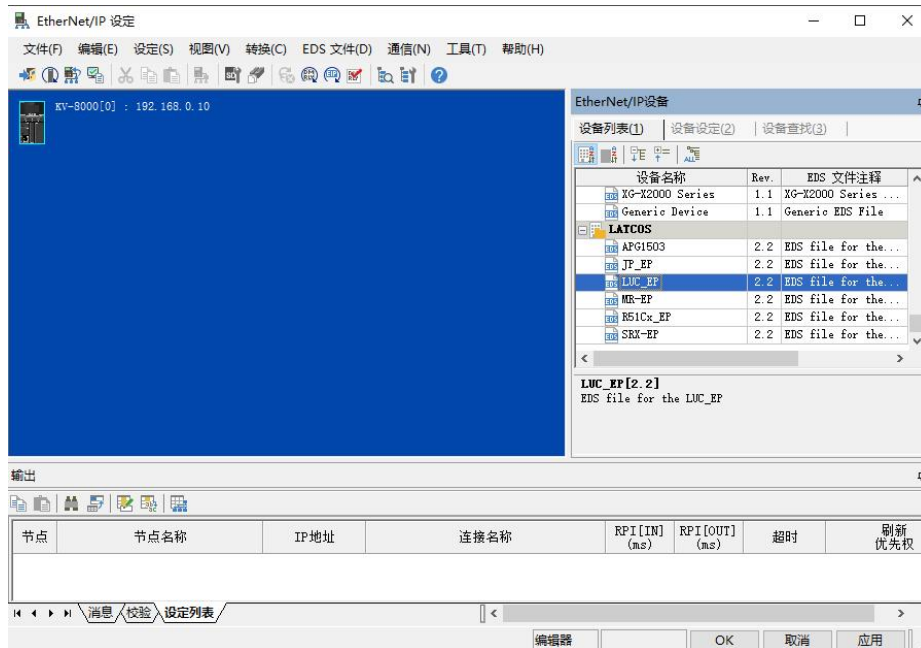 EtherNet/IP 设定
文件(F) 编辑(E) 设定(S) 视图(V) 转换(C) EDS 文件(D) 通信(N) 工具(T) 帮助(H)
KV-8000[0] : 192.168.0.10
EtherNet/IP设备
设备列表(1) 设备设定(2) 设备查找(3)
设备名称 Rev. EDS 文件注释
XG-X2000 Series 1.1 XG-X2000 Series ...
Generic Device 1.1 Generic EDS File
LATCOS
APG1503 2.2 EDS file for the...
JP_EP 2.2 EDS file for the...
LUC_EP 2.2 EDS file for the...
MR-EP 2.2 EDS file for the...
R51Cx_EP 2.2 EDS file for the...
SRX-EP 2.2 EDS file for the...
LUC_EP[2.2]
EDS file for the LUC_EP
输出
节点 节点名称 IP地址 连接名称 RPI[IN] (ms) RPI[OUT] (ms) 超时 刷新 优先权
消息 校验 设定列表
编辑器 OK 取消 应用